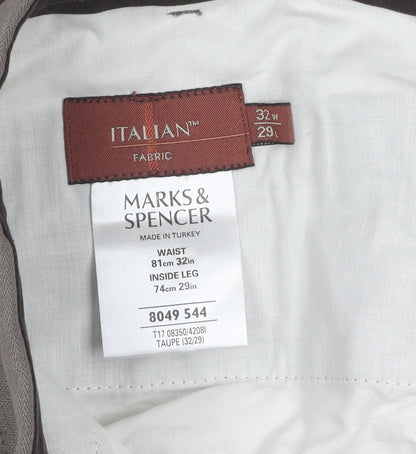 ITALIAN™
FABRIC
32W
29L
MARKS &
SPENCER
MADE IN TURKEY
WAIST
81cm 32in
INSIDE LEG
74cm 29in
8049 544
T17 08350/4208I
TAUPE (32/29)